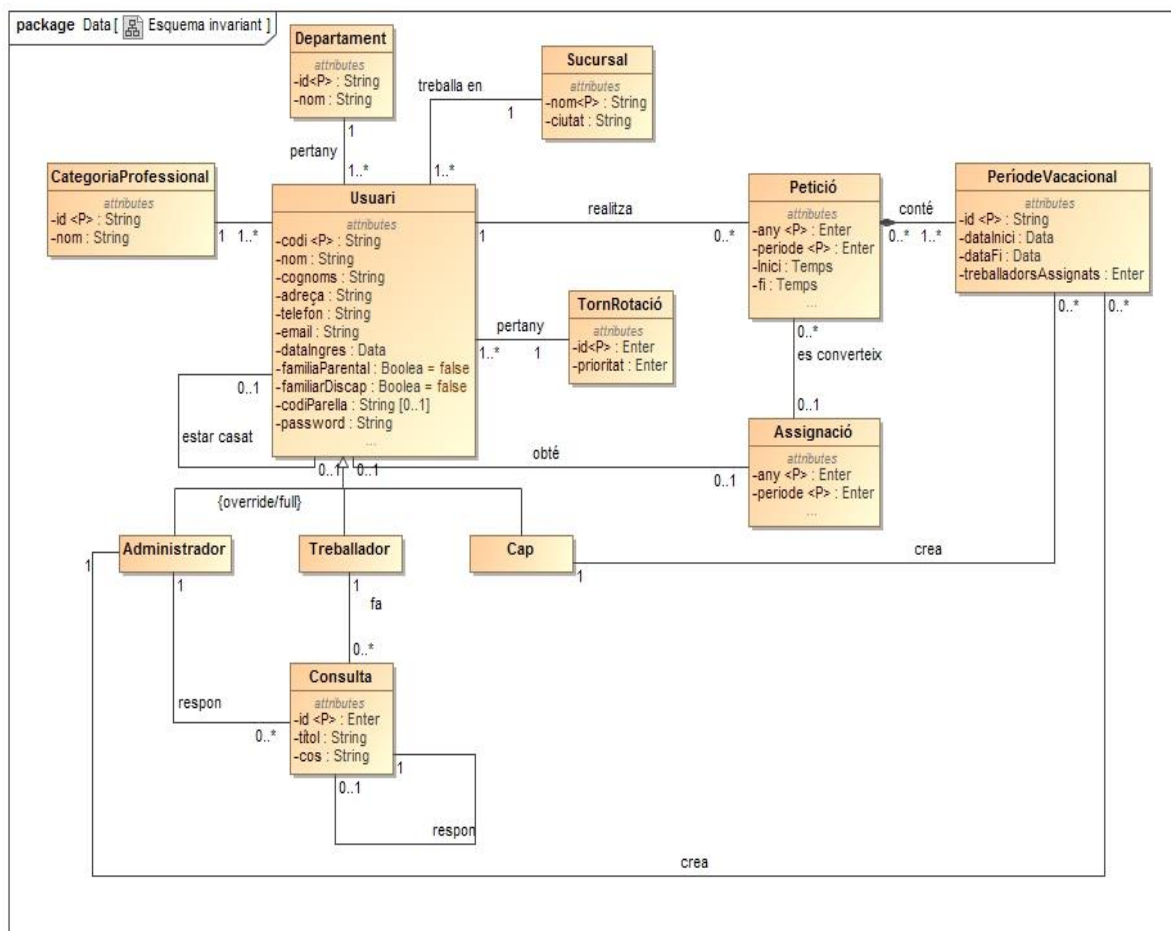 package Data [ Esquema invariant ]
Departament
attributes
-id<P> : String
-nom : String
Sucursal
attributes
-nom<P> : String
-ciutat : String
treballa en
1
1..*
1
pertany
1..*
CategoriaProfessional
attributes
-id <P> : String
-nom : String
1
1..*
Usuari
attributes
-codi <P> : String
-nom : String
-cognoms : String
-adreça : String
-telefon : String
-email : String
-dataIngres : Data
-familiaParental : Boolea = false
-familiarDiscap : Boolea = false
-codiParella : String [0..1]
-password : String
...
realitza
1
0..*
Petició
attributes
-any <P> : Enter
-periode <P> : Enter
-Inici : Temps
-fi : Temps
...
conté
0..*
1..*
PeríodeVacacional
attributes
-id <P> : String
-dataInici : Data
-dataFi : Data
-treballadorsAssignats : Enter
0..*
0..*
pertany
1..*
1
TornRotació
attributes
-id<P> : Enter
-prioritat : Enter
0..*
es converteix
0..1
0..1
estar casat
0..1
0..1
obté
0..1
Assignació
attributes
-any <P> : Enter
-periode <P> : Enter
...
{override/full}
Administrador
Treballador
Cap
crea
1
1
1
1
fa
0..*
respon
0..*
Consulta
attributes
-id <P> : Enter
-títol : String
-cos : String
1
0..1
respon
crea